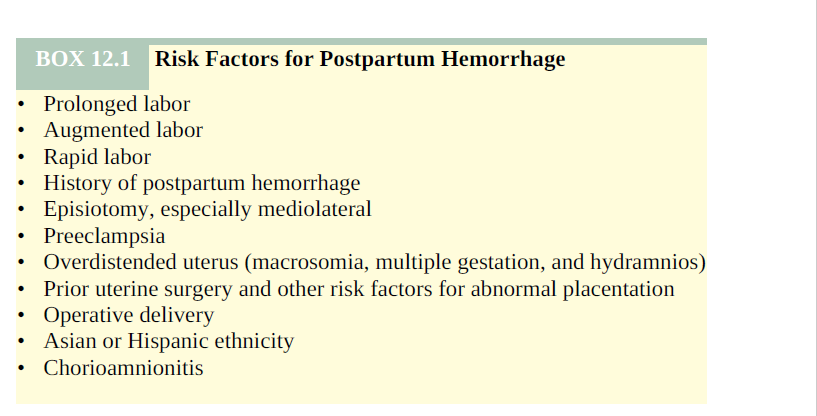 BOX 12.1 Risk Factors for Postpartum Hemorrhage
• Prolonged labor
• Augmented labor
• Rapid labor
• History of postpartum hemorrhage
• Episiotomy, especially mediolateral
• Preeclampsia
• Overdistended uterus (macrosomia, multiple gestation, and hydramnios)
• Prior uterine surgery and other risk factors for abnormal placentation
• Operative delivery
• Asian or Hispanic ethnicity
• Chorioamnionitis